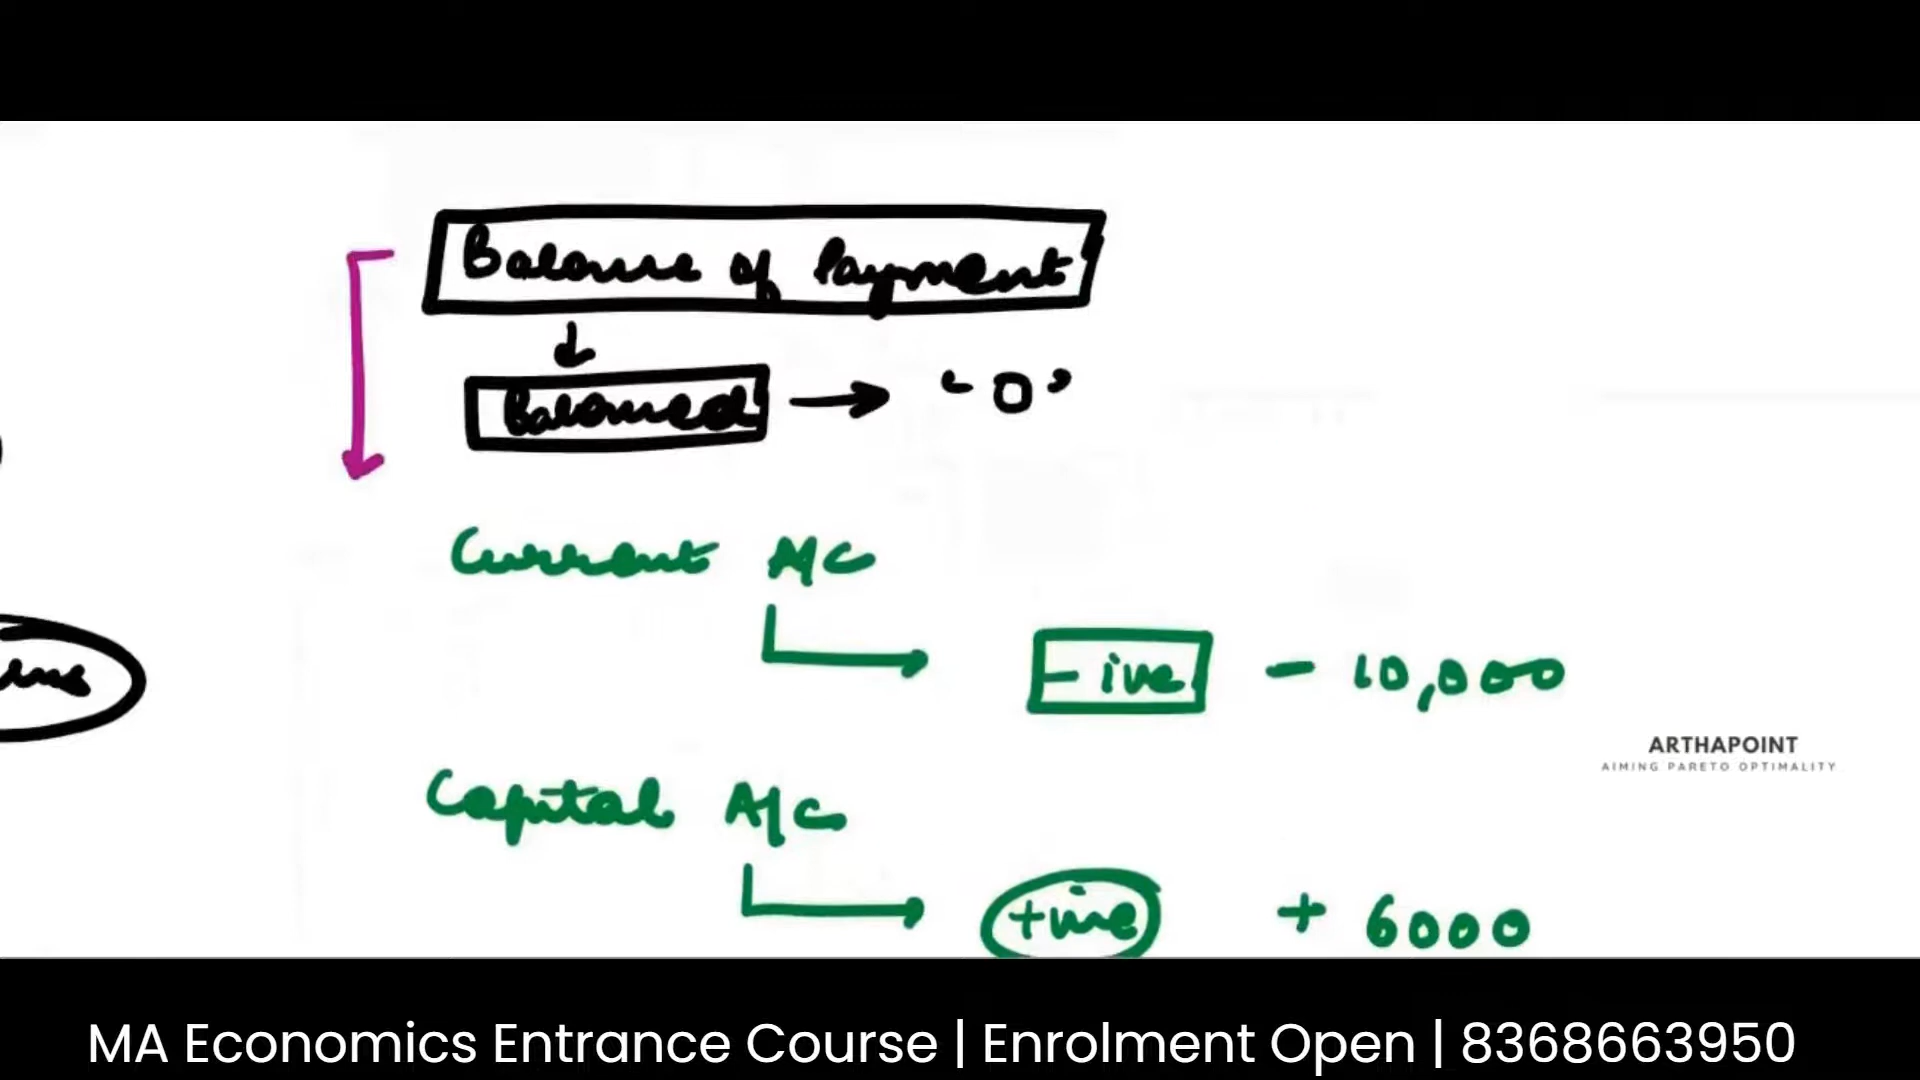 Balance of Payment
Balanced → "0"
Current A/C
-ive - 10,000
ARTHAPOINT
AIMING PARETO OPTIMALITY
Capital A/C
+ive + 6000
MA Economics Entrance Course | Enrolment Open | 8368663950